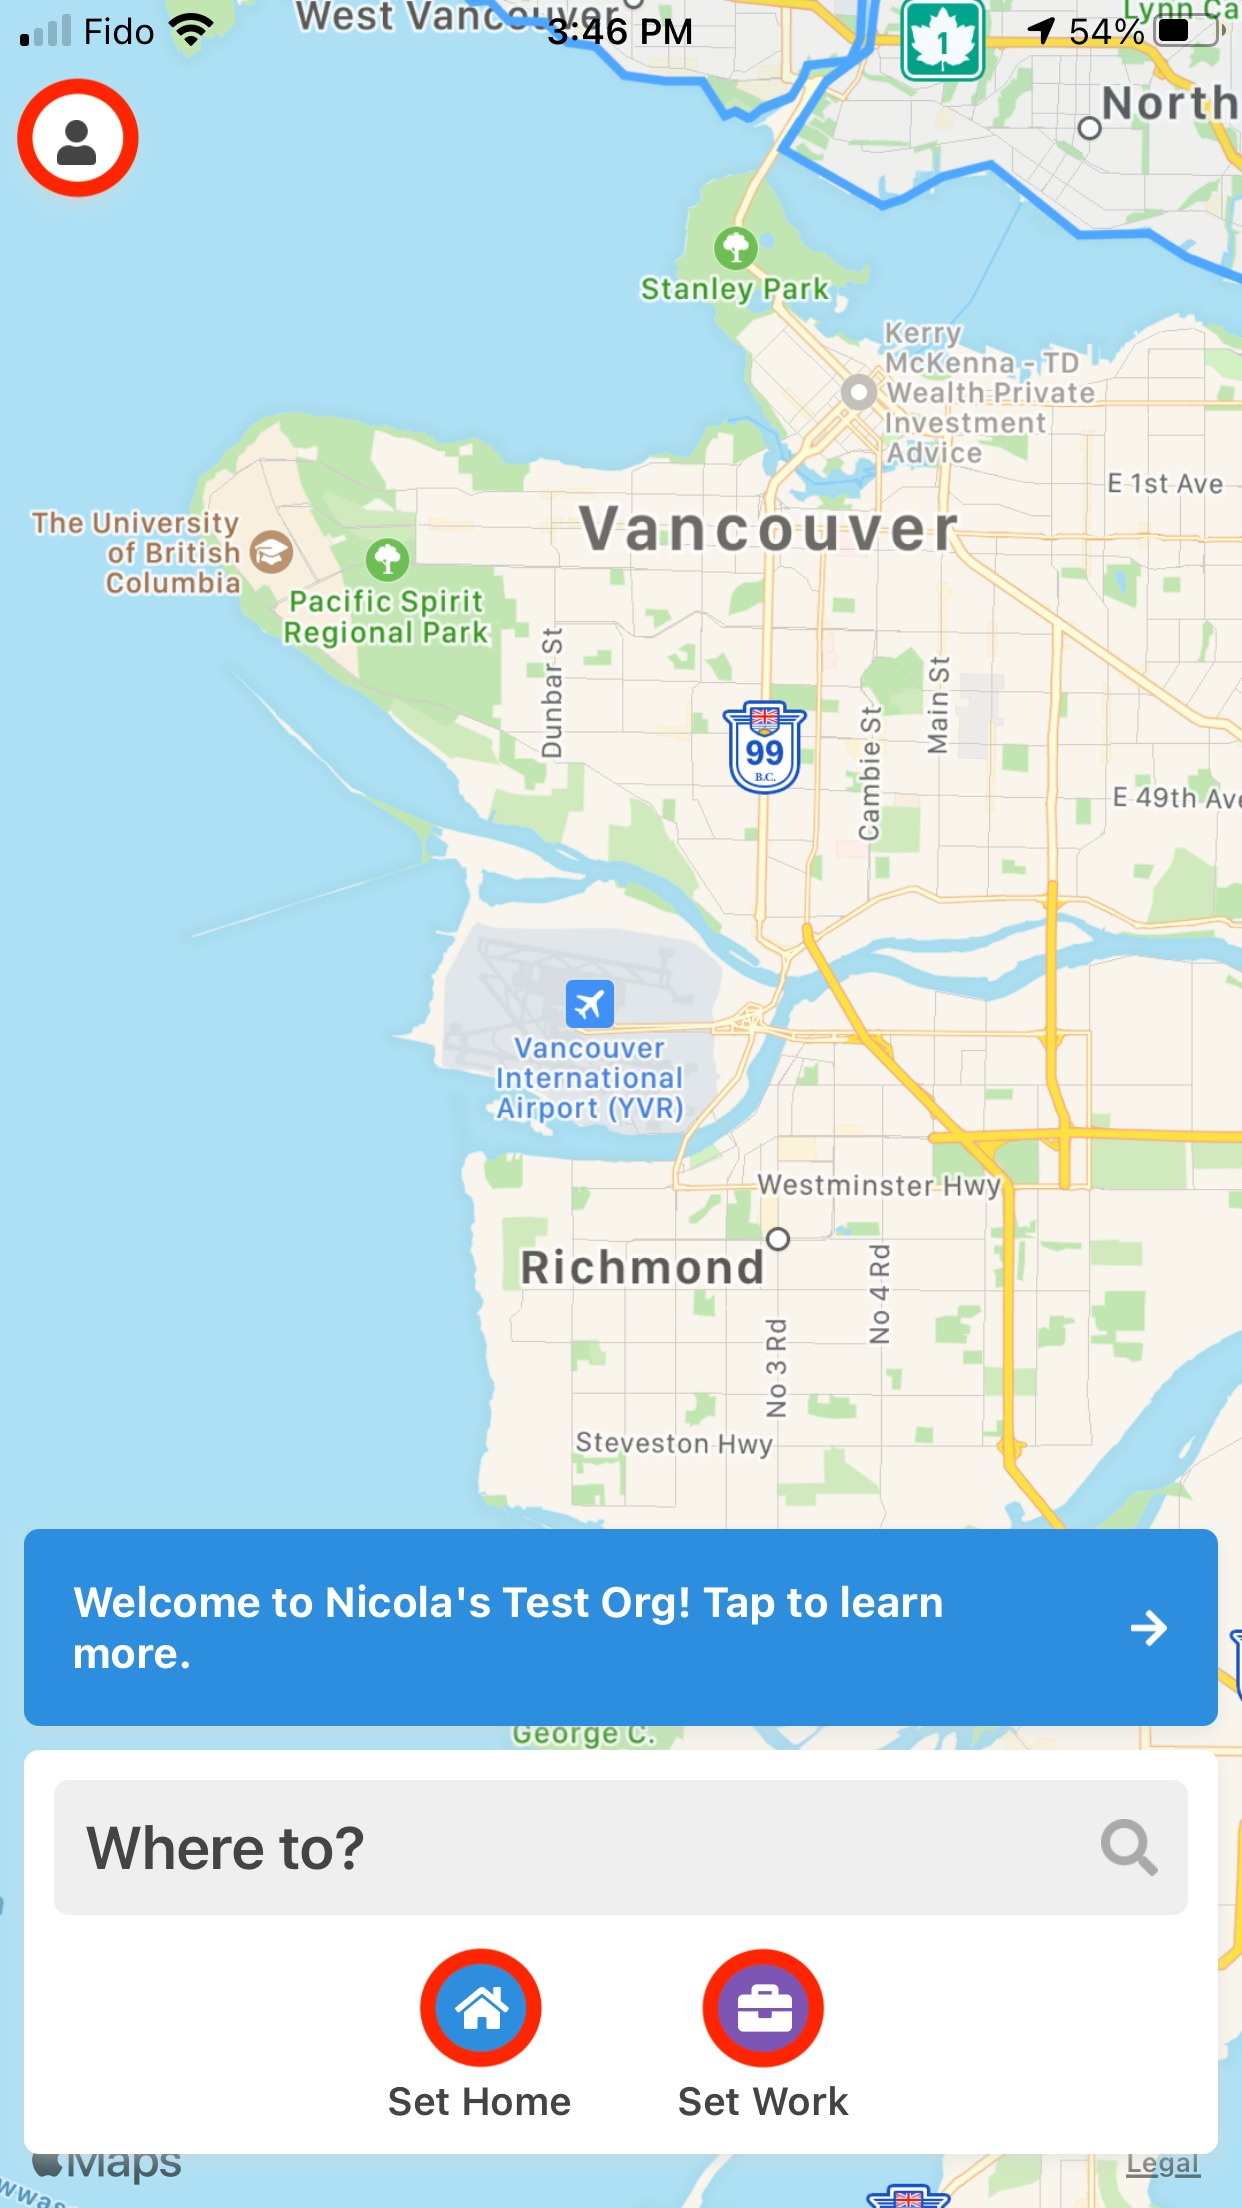 Fido
3:46 PM
54%
West Vancouver
Lynn Ca
1
North
Stanley Park
Kerry
McKenna - TD
Wealth Private
Investment
Advice
E 1st Ave
Vancouver
The University
of British
Columbia
Pacific Spirit
Regional Park
Dunbar St
Main St
Cambie St
99
B.C.
E 49th Ave
Vancouver
International
Airport (YVR)
Westminster Hwy
Richmond
No 4 Rd
No 3 Rd
Steveston Hwy
Welcome to Nicola's Test Org! Tap to learn
more.
George C.
Where to?
Set Home
Set Work
Maps
Legal
wwas